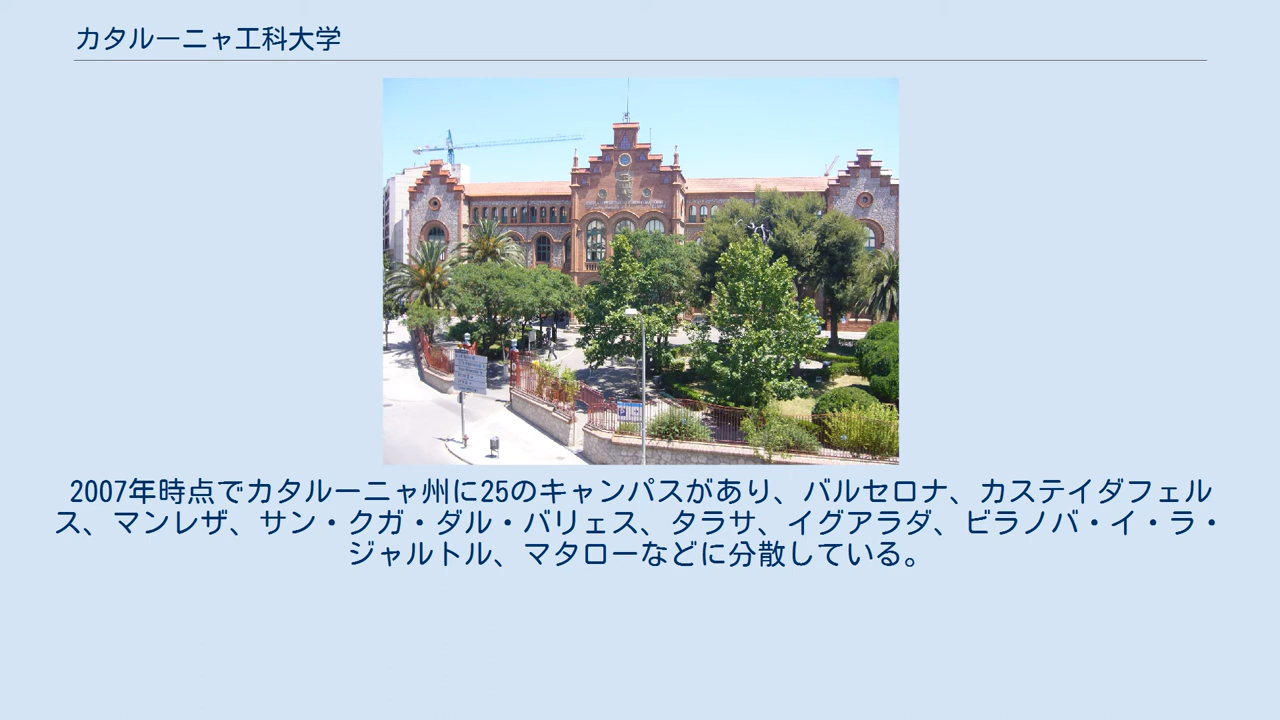 カタルーニャ工科大学
2007年時点でカタルーニャ州に25のキャンパスがあり、バルセロナ、カステイダフェル
ス、マンレザ、サン・クガ・ダル・バリェス、タラサ、イグアラダ、ビラノバ・イ・ラ・
ジャルトル、マタローなどに分散している。